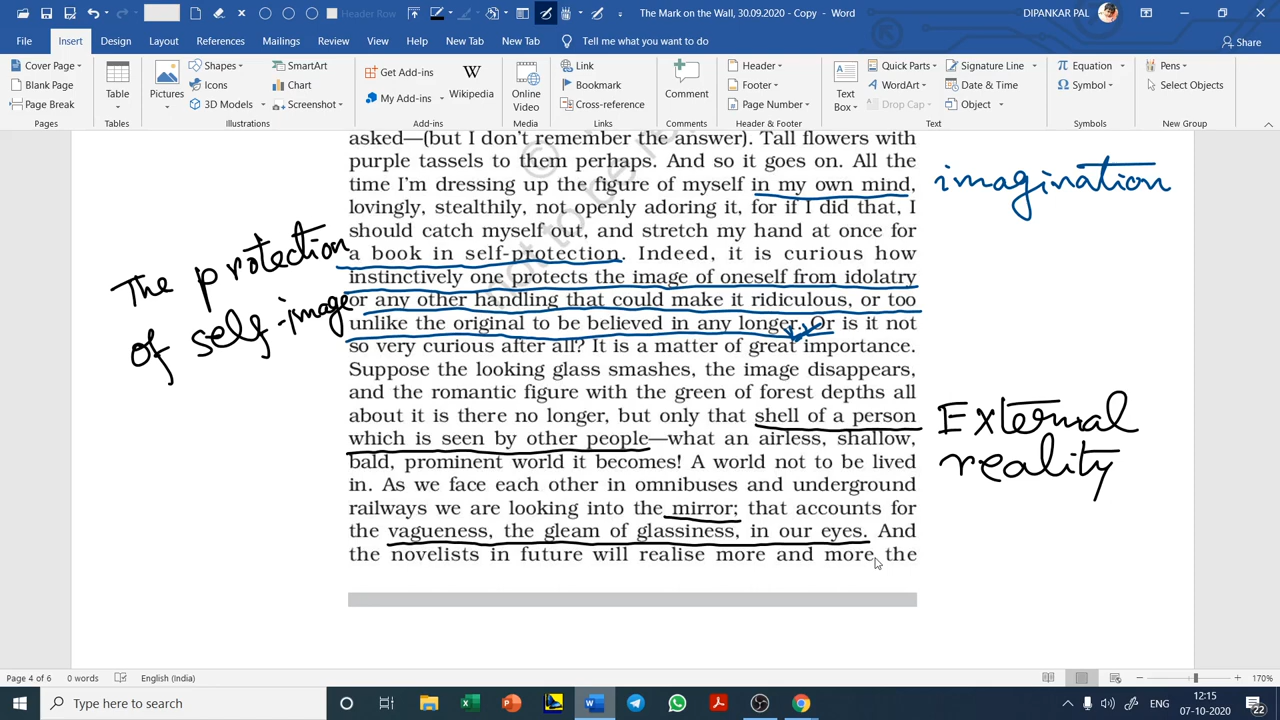 The Mark on the Wall, 30.09.2020 - Copy - Word
DIPANKAR PAL
Header Row
File Insert Design Layout References Mailings Review View Help New Tab New Tab Tell me what you want to do
Share
Cover Page
Blank Page
Page Break
Pages
Table
Tables
Pictures
Shapes
Icons
3D Models
SmartArt
Chart
Screenshot
Illustrations
Get Add-ins
My Add-ins
Wikipedia
Add-ins
Online
Video
Media
Link
Bookmark
Cross-reference
Links
Comment
Comments
Header
Footer
Page Number
Header & Footer
Text
Box
Quick Parts
WordArt
Drop Cap
Signature Line
Date & Time
Object
Text
Equation
Symbol
Symbols
Pens
Select Objects
New Group
asked—(but I don't remember the answer). Tall flowers with
purple tassels to them perhaps. And so it goes on. All the
time I'm dressing up the figure of myself in my own mind,
lovingly, stealthily, not openly adoring it, for if I did that, I
should catch myself out, and stretch my hand at once for
a book in self-protection. Indeed, it is curious how
instinctively one protects the image of oneself from idolatry
or any other handling that could make it ridiculous, or too
unlike the original to be believed in any longer. Or is it not
so very curious after all? It is a matter of great importance.
Suppose the looking glass smashes, the image disappears,
and the romantic figure with the green of forest depths all
about it is there no longer, but only that shell of a person
which is seen by other people—what an airless, shallow,
bald, prominent world it becomes! A world not to be lived
in. As we face each other in omnibuses and underground
railways we are looking into the mirror; that accounts for
the vagueness, the gleam of glassiness, in our eyes. And
the novelists in future will realise more and more the
imagination
The protection
of self-image
External
reality
©
not to be re
Page 4 of 6 0 words English (India)
170%
Type here to search
ENG
12:15
07-10-2020
22